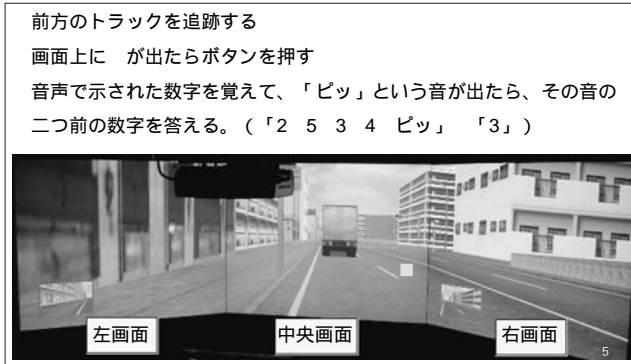 前方のトラックを追跡する
画面上に　が出たらボタンを押す
音声で示された数字を覚えて、「ピッ」という音が出たら、その音の
二つ前の数字を答える。(「2　5　3　4　ピッ」　「3」)
左画面　中央画面　右画面
5